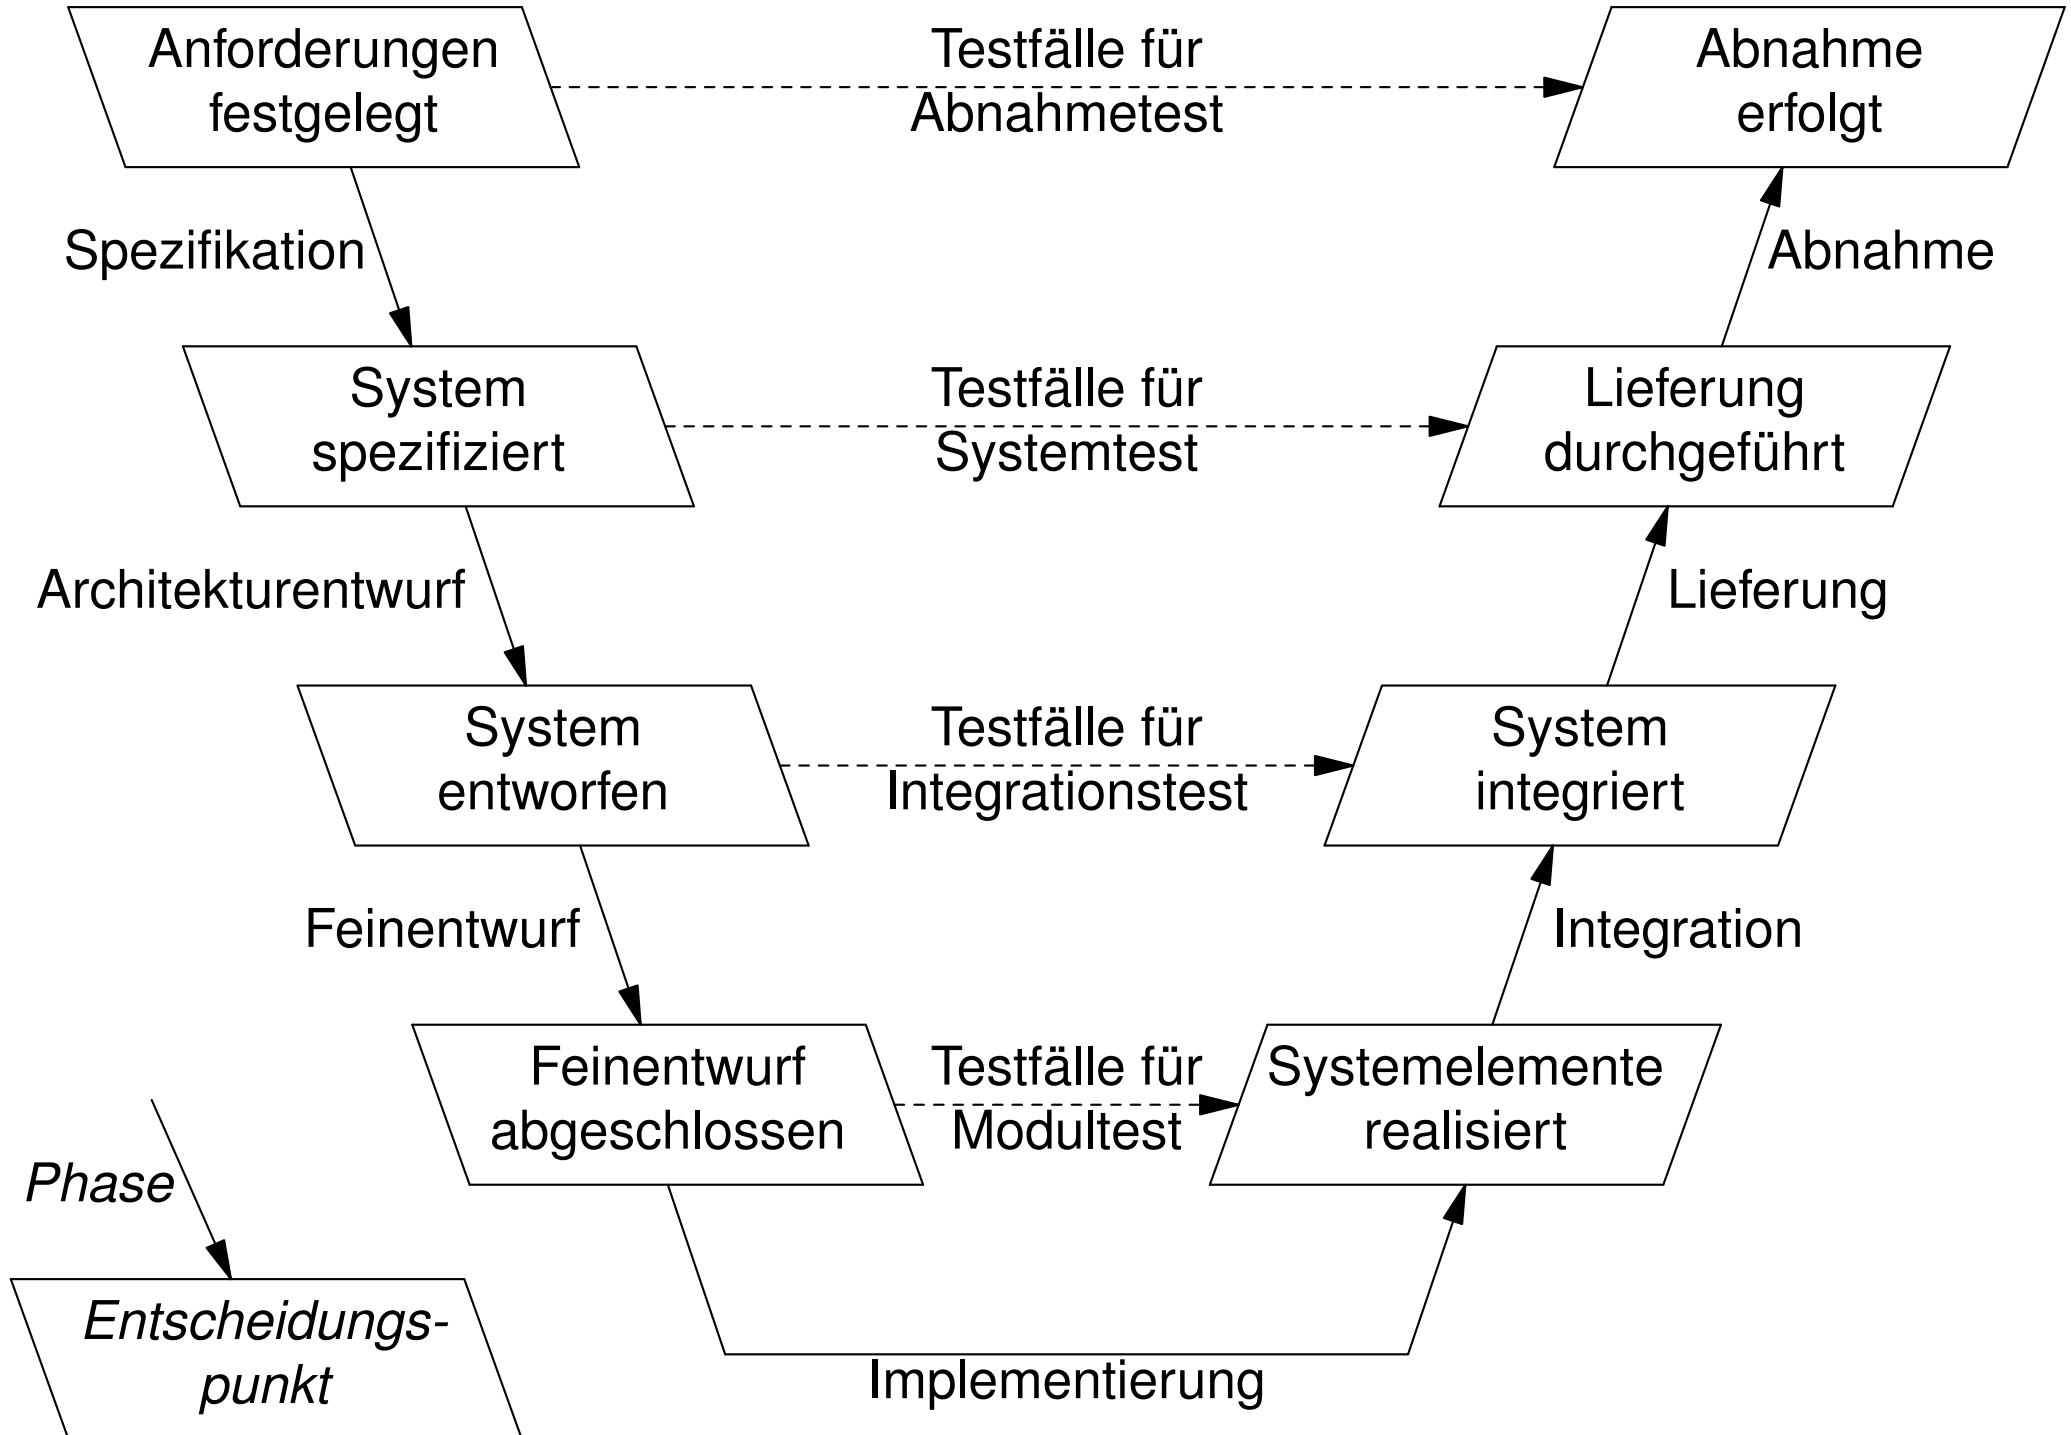 Anforderungen
festgelegt
Testfälle für
Abnahmetest
Abnahme
erfolgt
Spezifikation
Abnahme
System
spezifiziert
Testfälle für
Systemtest
Lieferung
durchgeführt
Architekturentwurf
Lieferung
System
entworfen
Testfälle für
Integrationstest
System
integriert
Feinentwurf
Integration
Feinentwurf
abgeschlossen
Testfälle für
Modultest
Systemelemente
realisiert
Phase
Entscheidungs-
punkt
Implementierung